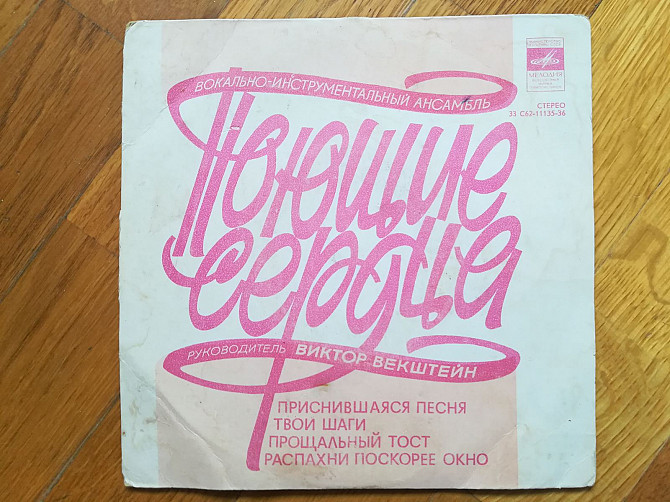 МЕЛОДИЯ
ВОКАЛЬНО-ИНСТРУМЕНТАЛЬНЫЙ АНСАМБЛЬ
СТЕРЕО
33 С62-11135-36
Поющие
сердца
РУКОВОДИТЕЛЬ ВИКТОР ВЕКШТЕЙН
ПРИСНИВШАЯСЯ ПЕСНЯ
ТВОИ ШАГИ
ПРОЩАЛЬНЫЙ ТОСТ
РАСПАХНИ ПОСКОРЕЕ ОКНО